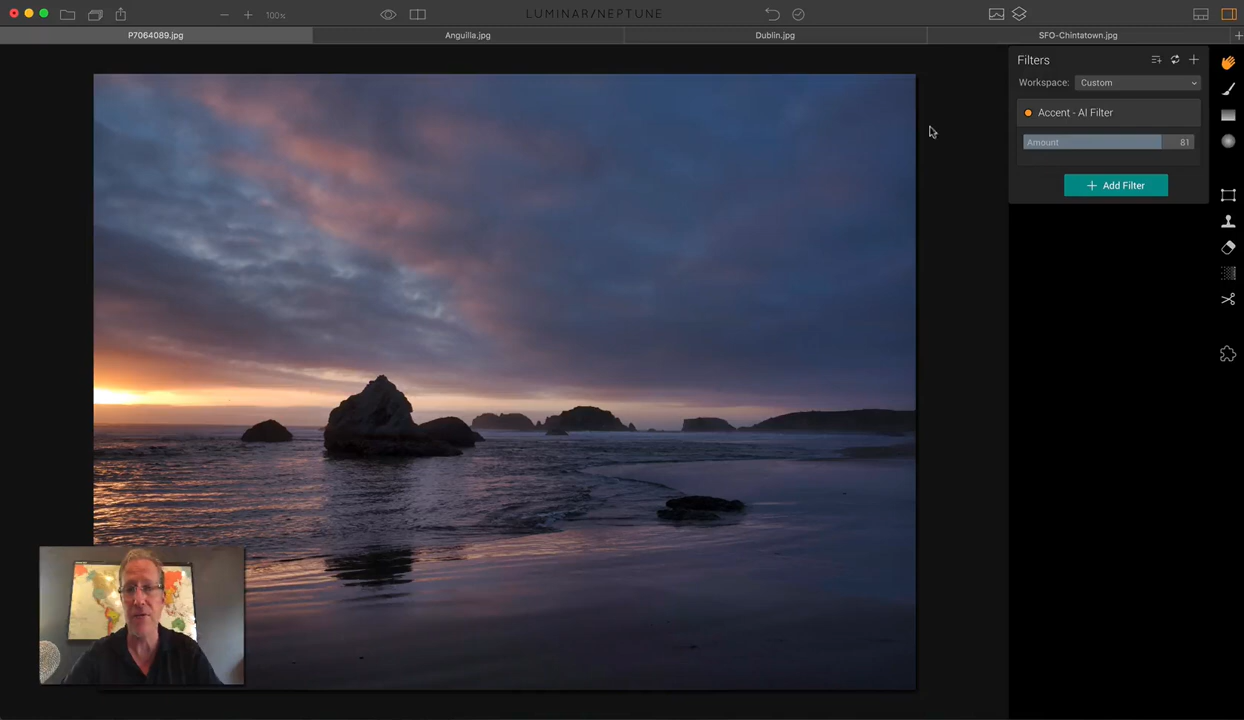 100%
LUMINAR/NEPTUNE
P7064089.jpg
Anguilla.jpg
Dublin.jpg
SFO-Chintatown.jpg
Filters
Workspace: Custom
Accent - AI Filter
Amount 81
Add Filter